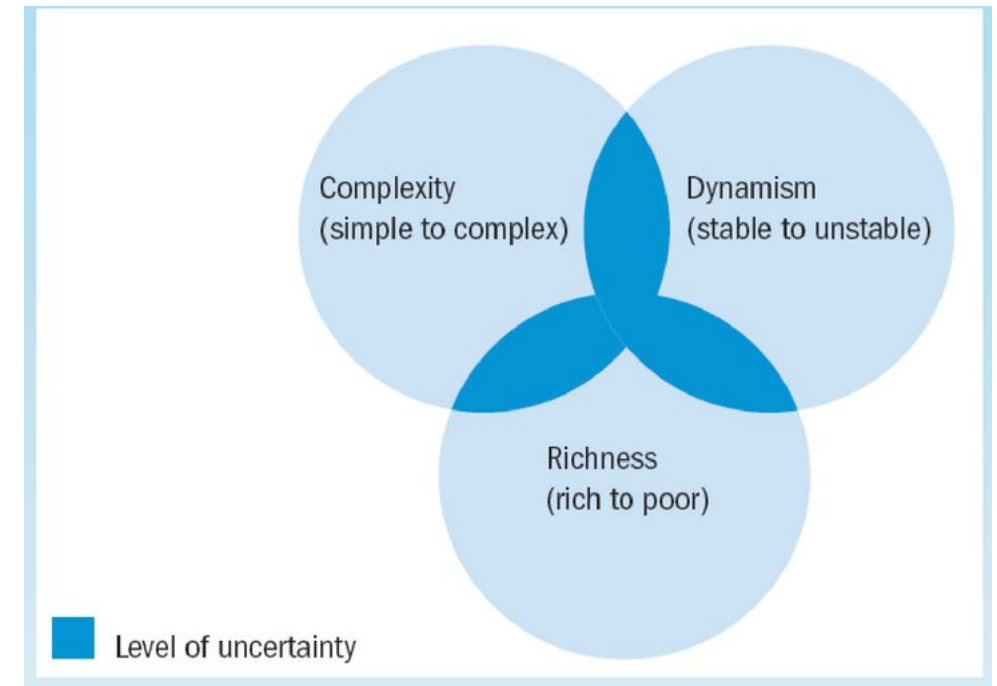 Complexity
(simple to complex)
Dynamism
(stable to unstable)
Richness
(rich to poor)
Level of uncertainty